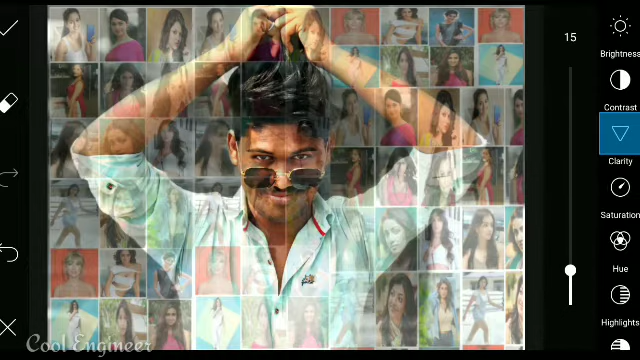 15
Brightness
Contrast
Clarity
Saturation
Hue
Highlights
Cool Engineer